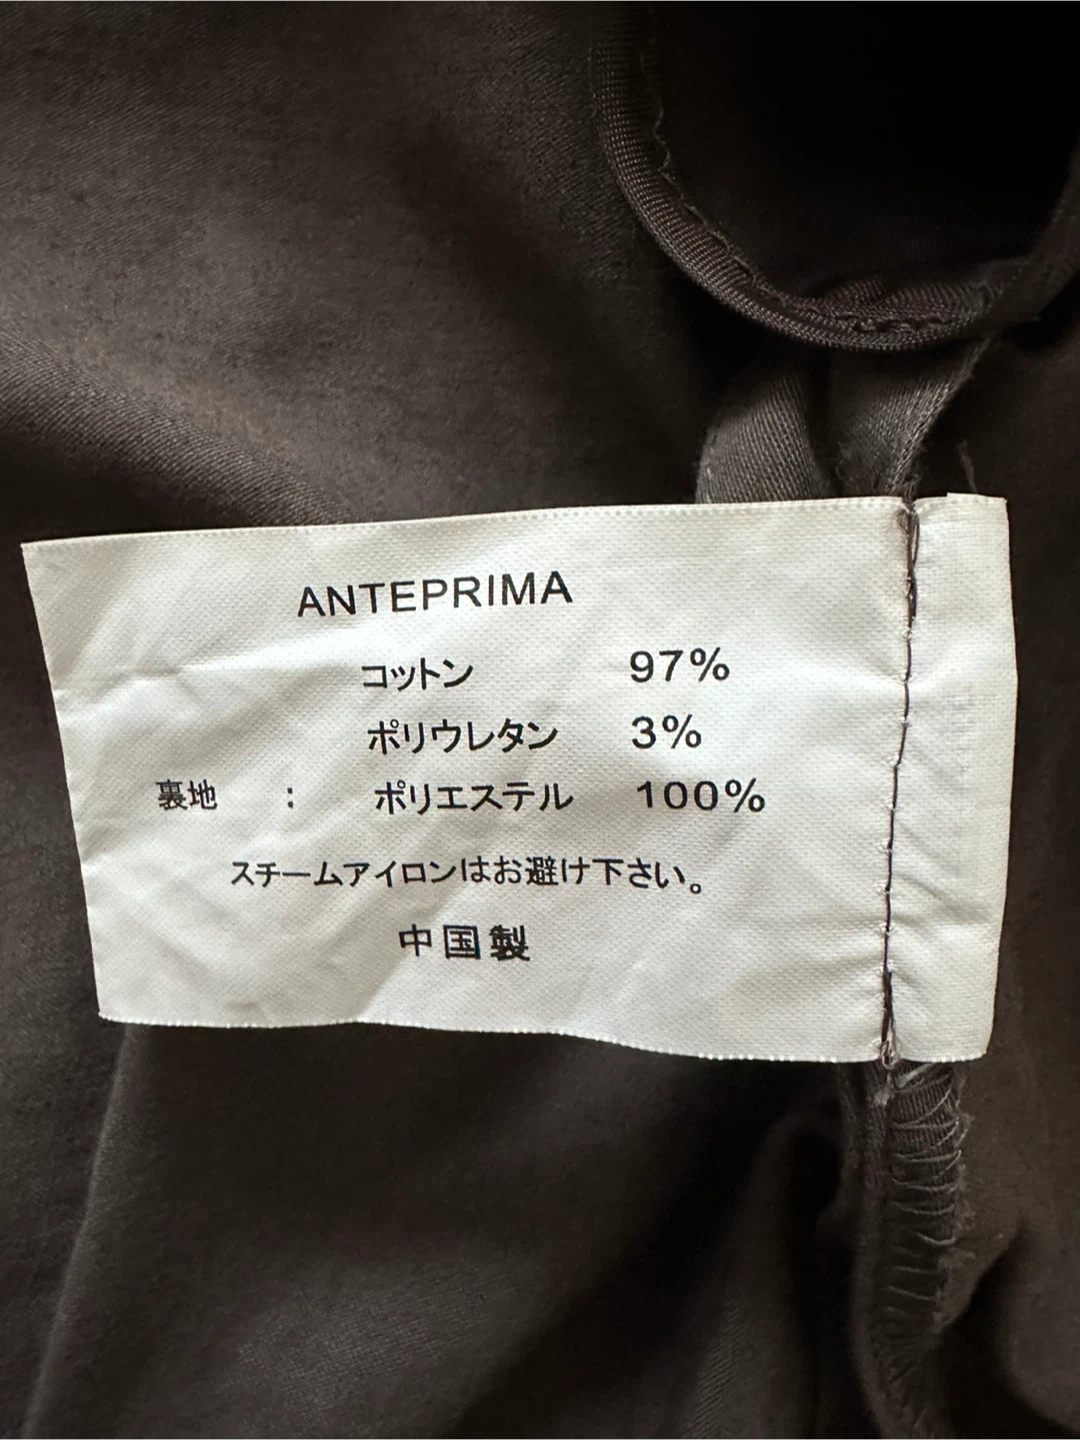 ANTEPRIMA
コットン 97%
ポリウレタン 3%
裏地 : ポリエステル 100%
スチームアイロンはお避け下さい。
中国製